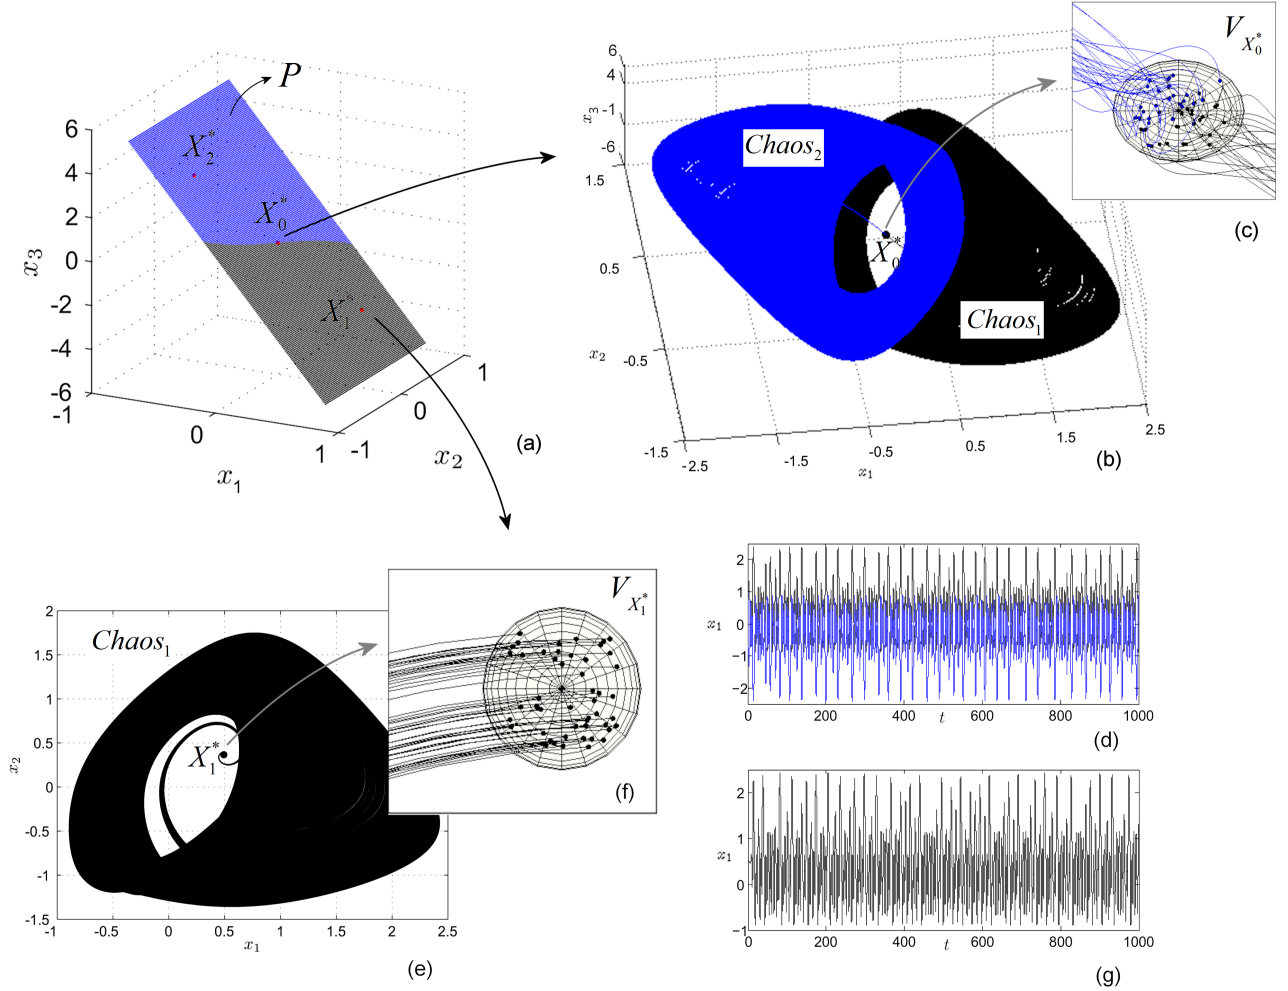 P
X₂*
X₀*
X₁*
6
4
2
0
-2
-4
-6
-1
0
1
-1
0
1
x₃
x₁
x₂
(a)
Chaos₂
Chaos₁
X₀*
6
4
-1
-6
x₃
1.5
0.5
-0.5
-1.5
x₂
-2.5
-1.5
-0.5
0.5
1.5
2.5
x₁
(b)
V_{X₀*}
(c)
2
1
0
−1
−2
x₁
0
200
400
600
800
1000
t
(d)
Chaos₁
X₁*
2
1.5
1
0.5
0
-0.5
-1
-1.5
x₂
-1
-0.5
0
0.5
1
1.5
2
2.5
x₁
(e)
V_{X₁*}
(f)
2
1
0
−1
x₁
0
200
400
600
800
1000
t
(g)